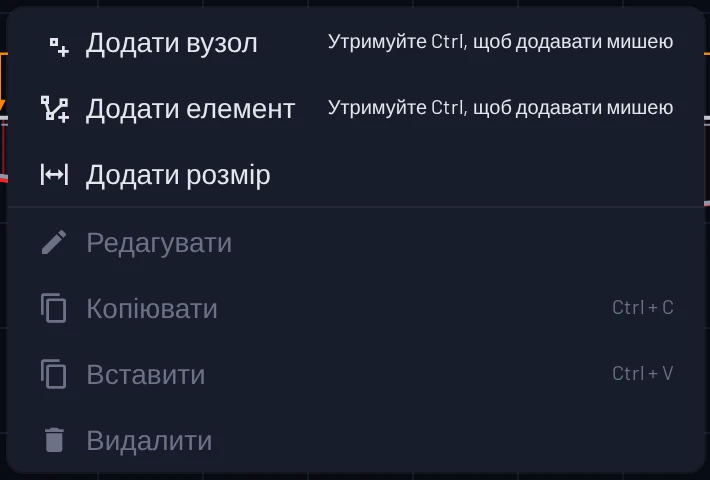 Додати вузол Утримуйте Ctrl, щоб додавати мишею
Додати елемент Утримуйте Ctrl, щоб додавати мишею
Додати розмір
Редагувати
Копіювати Ctrl + C
Вставити Ctrl + V
Видалити